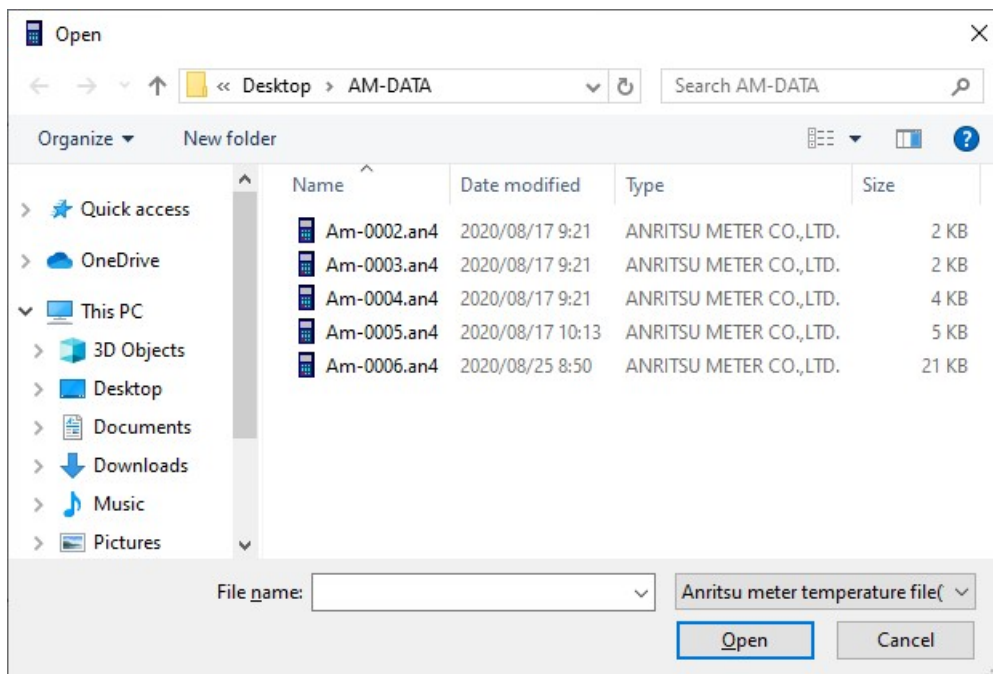 Open
« Desktop > AM-DATA
Search AM-DATA
Organize
New folder
Name Date modified Type Size
Quick access
OneDrive
This PC
3D Objects
Desktop
Documents
Downloads
Music
Pictures
Am-0002.an4 2020/08/17 9:21 ANRITSU METER CO.,LTD. 2 KB
Am-0003.an4 2020/08/17 9:21 ANRITSU METER CO.,LTD. 2 KB
Am-0004.an4 2020/08/17 9:21 ANRITSU METER CO.,LTD. 4 KB
Am-0005.an4 2020/08/17 10:13 ANRITSU METER CO.,LTD. 5 KB
Am-0006.an4 2020/08/25 8:50 ANRITSU METER CO.,LTD. 21 KB
File name:
Anritsu meter temperature file(
Open
Cancel